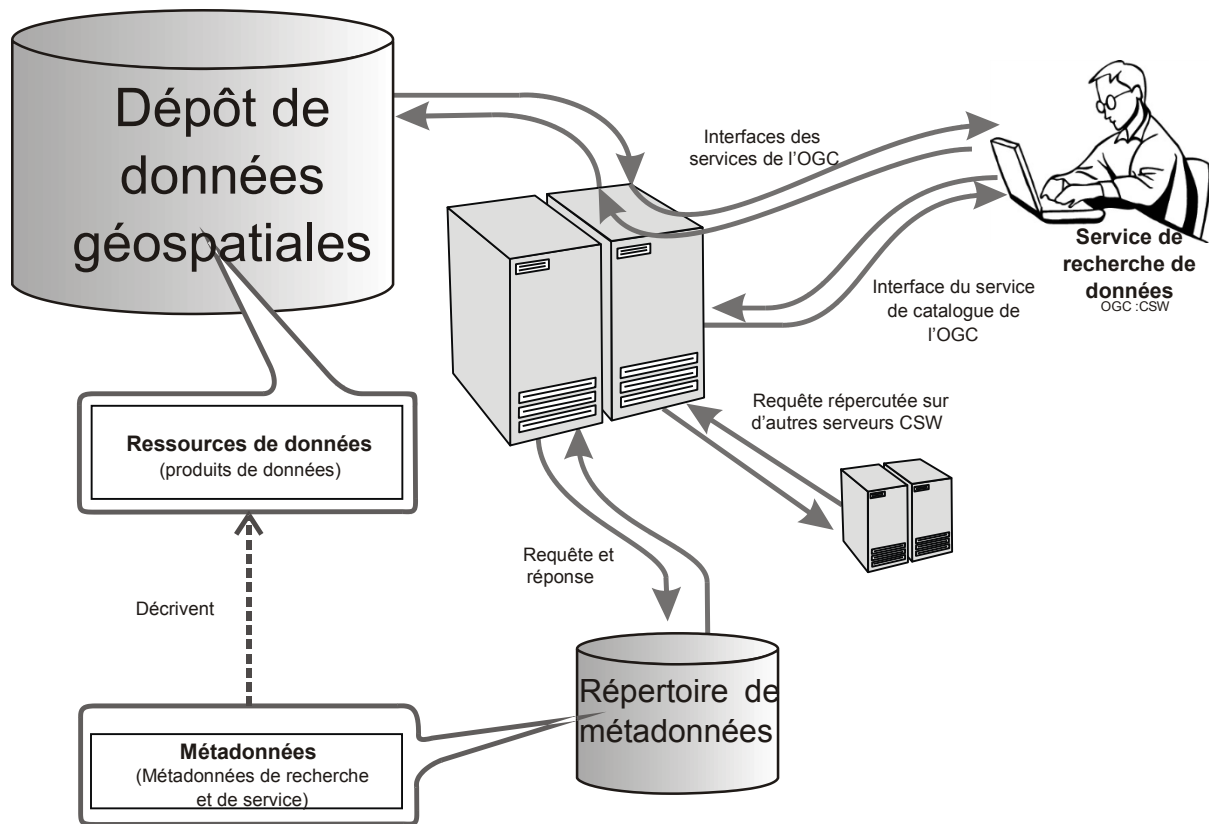 Dépôt de
données
géospatiales
Interfaces des
services de l'OGC
Service de
recherche de
données
OGC :CSW
Interface du service
de catalogue de
l'OGC
Requête répercutée sur
d'autres serveurs CSW
Ressources de données
(produits de données)
Requête et
réponse
Décrivent
Répertoire de
métadonnées
Métadonnées
(Métadonnées de recherche
et de service)